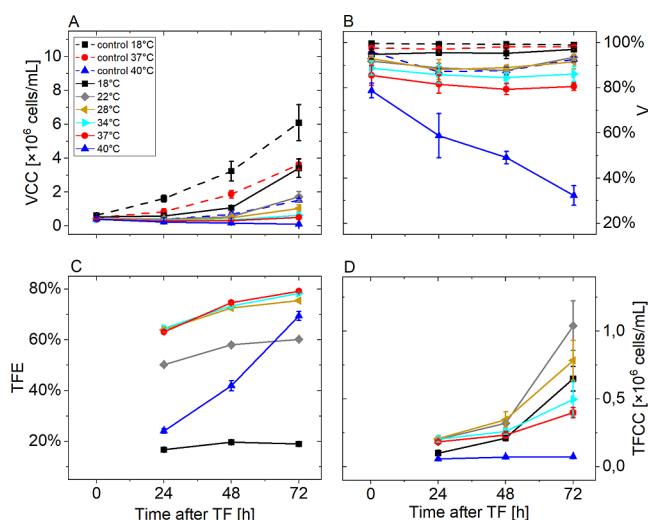 A
B
control 18°C
control 37°C
control 40°C
18°C
22°C
28°C
34°C
37°C
40°C
10
8
6
4
2
0
VCC [×10⁶ cells/mL]
100%
80%
60%
40%
20%
V
C
D
80%
60%
40%
20%
TFE
1,0
0,5
0,0
TFCC [×10⁶ cells/mL]
0 24 48 72
0 24 48 72
Time after TF [h]
Time after TF [h]